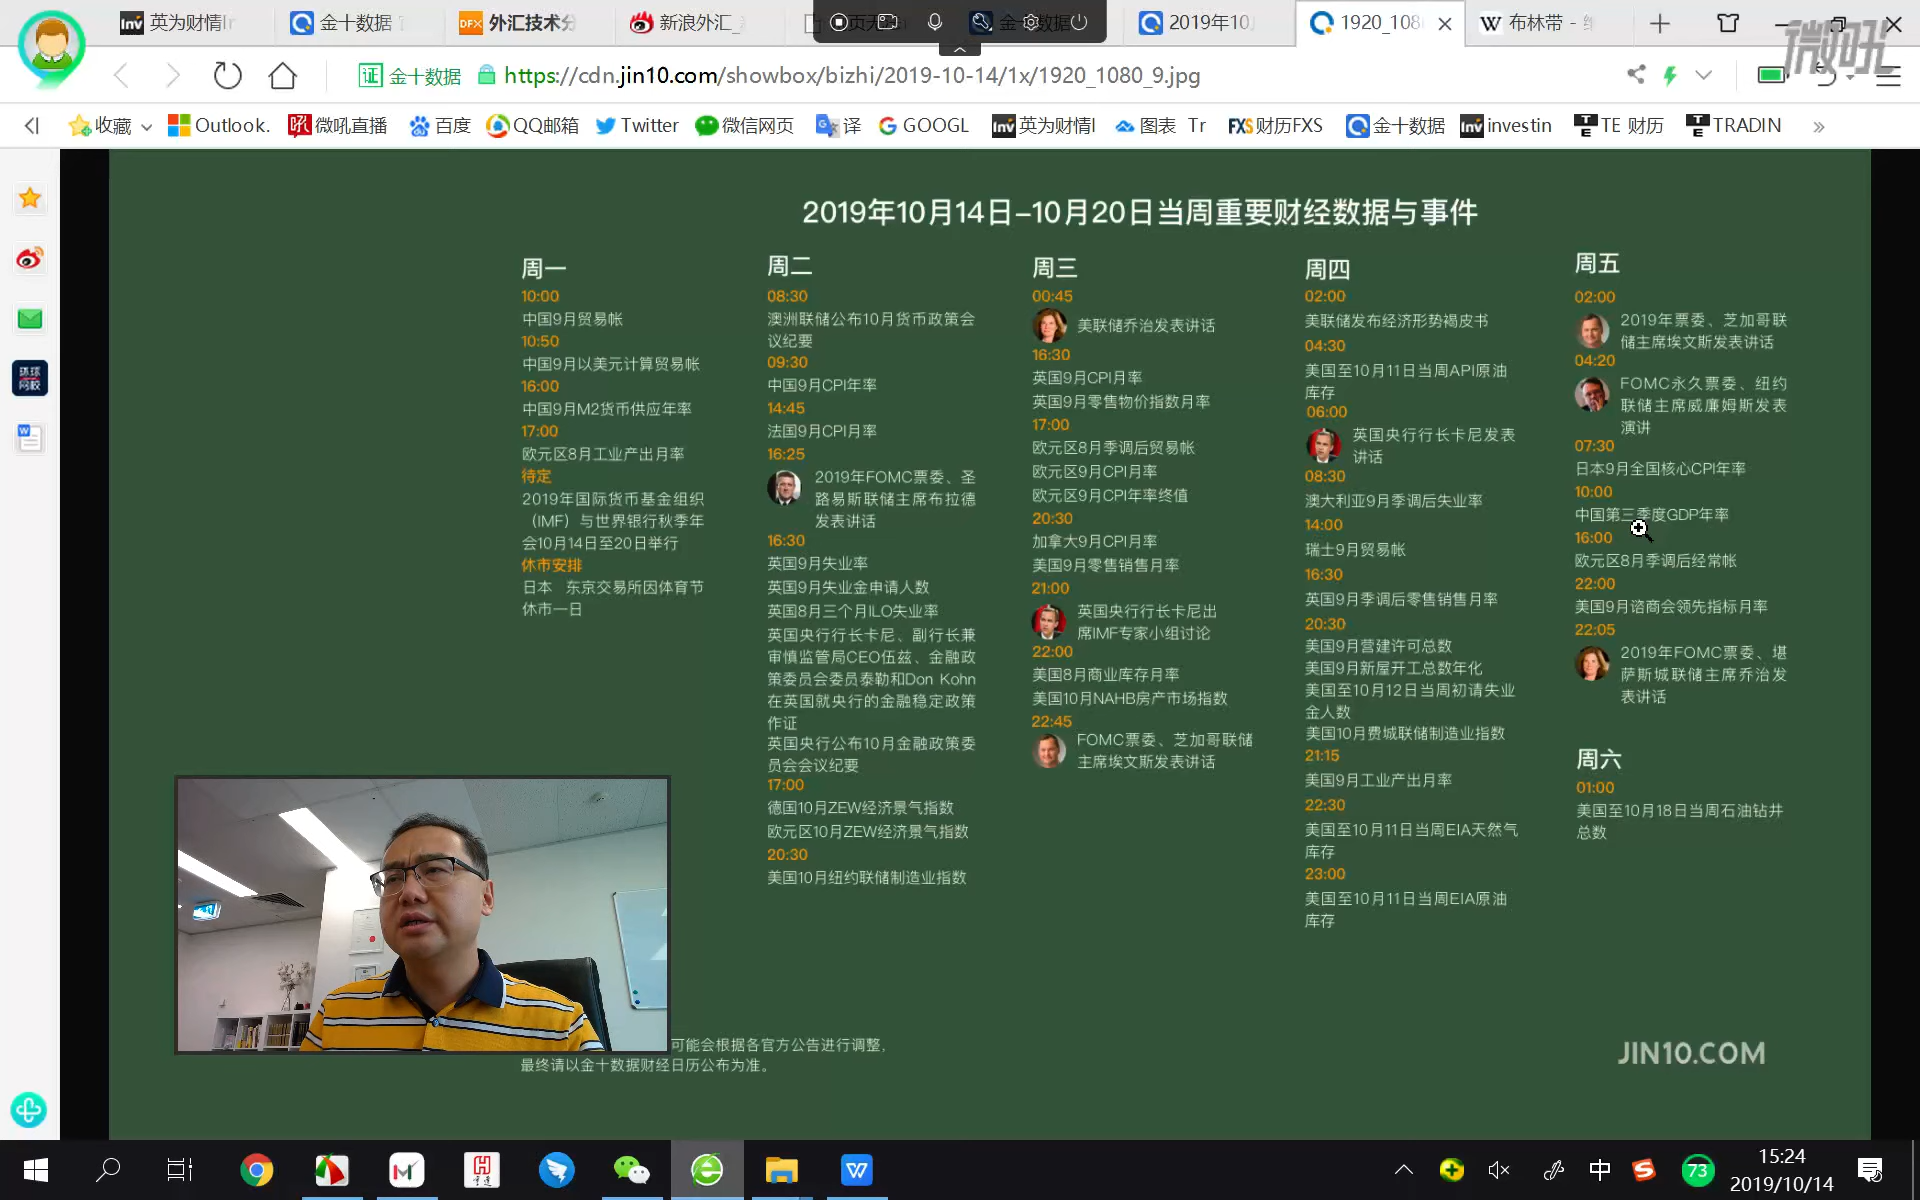 英为财情In
金十数据
外汇技术分
新浪外汇_
2019年10
1920_108
布林带 -
微吼
证 金十数据
https://cdn.jin10.com/showbox/bizhi/2019-10-14/1x/1920_1080_9.jpg
收藏
Outlook.
微吼直播
百度
QQ邮箱
Twitter
微信网页
译
GOOGL
英为财情I
图表
Tr
财历FXS
金十数据
investin
TE 财历
TRADIN
2019年10月14日-10月20日当周重要财经数据与事件
周一
10:00
中国9月贸易帐
10:50
中国9月以美元计算贸易帐
16:00
中国9月M2货币供应年率
17:00
欧元区8月工业产出月率
待定
2019年国际货币基金组织
（IMF）与世界银行秋季年
会10月14日至20日举行
休市安排
日本 东京交易所因体育节
休市一日
周二
08:30
澳洲联储公布10月货币政策会
议纪要
09:30
中国9月CPI年率
14:45
法国9月CPI月率
16:25
2019年FOMC票委、圣
路易斯联储主席布拉德
发表讲话
16:30
英国9月失业率
英国9月失业金申请人数
英国8月三个月ILO失业率
英国央行行长卡尼、副行长兼
审慎监管局CEO伍兹、金融政
策委员会委员泰勒和Don Kohn
在英国就央行的金融稳定政策
作证
英国央行公布10月金融政策委
员会会议纪要
17:00
德国10月ZEW经济景气指数
欧元区10月ZEW经济景气指数
20:30
美国10月纽约联储制造业指数
周三
00:45
美联储乔治发表讲话
16:30
英国9月CPI月率
英国9月零售物价指数月率
17:00
欧元区8月季调后贸易帐
欧元区9月CPI月率
欧元区9月CPI年率终值
20:30
加拿大9月CPI月率
美国9月零售销售月率
21:00
英国央行行长卡尼出
席IMF专家小组讨论
22:00
美国8月商业库存月率
美国10月NAHB房产市场指数
22:45
FOMC票委、芝加哥联储
主席埃文斯发表讲话
周四
02:00
美联储发布经济形势褐皮书
04:30
美国至10月11日当周API原油
库存
06:00
英国央行行长卡尼发表
讲话
08:30
澳大利亚9月季调后失业率
14:00
瑞士9月贸易帐
16:30
英国9月季调后零售销售月率
20:30
美国9月营建许可总数
美国9月新屋开工总数年化
美国至10月12日当周初请失业
金人数
美国10月费城联储制造业指数
21:15
美国9月工业产出月率
22:30
美国至10月11日当周EIA天然气
库存
23:00
美国至10月11日当周EIA原油
库存
周五
02:00
2019年票委、芝加哥联
储主席埃文斯发表讲话
04:20
FOMC永久票委、纽约
联储主席威廉姆斯发表
演讲
07:30
日本9月全国核心CPI年率
10:00
中国第三季度GDP年率
16:00
欧元区8月季调后经常帐
22:00
美国9月谘商会领先指标月率
22:05
2019年FOMC票委、堪
萨斯城联储主席乔治发
表讲话
周六
01:00
美国至10月18日当周石油钻井
总数
可能会根据各官方公告进行调整，
最终请以金十数据财经日历公布为准。
JIN10.COM
环球
网校
中
73
15:24
2019/10/14